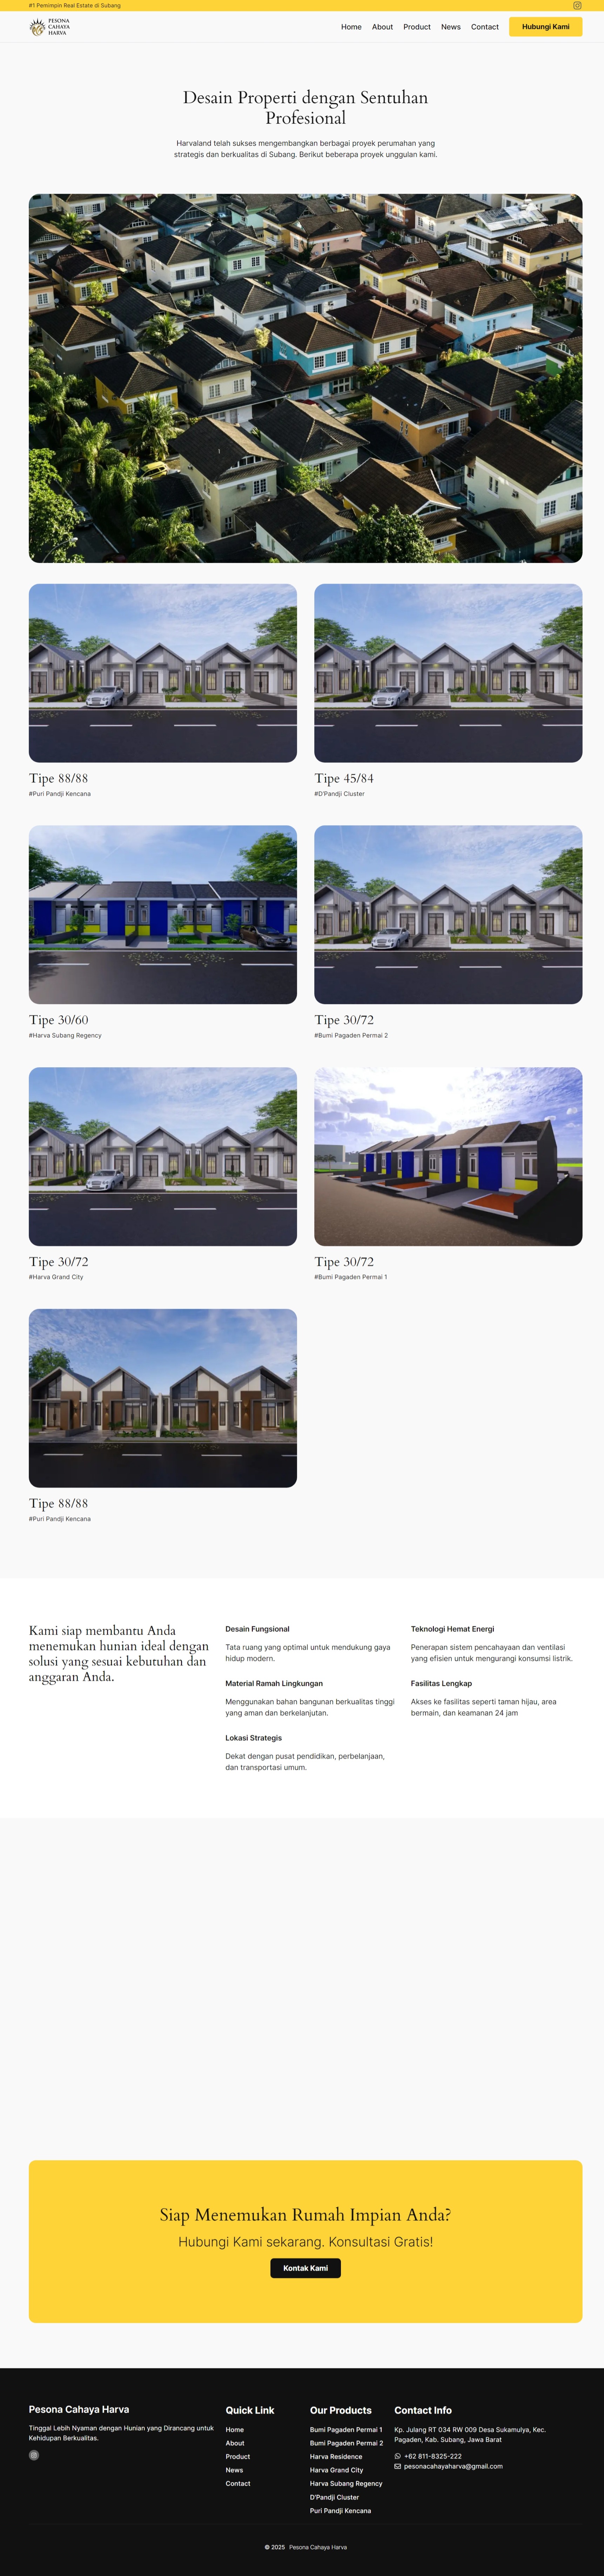 #1 Pemimpin Real Estate di Subang
PESONA
CAHAYA
HARVA
Home About Product News Contact Hubungi Kami
Desain Properti dengan Sentuhan
Profesional
Harvaland telah sukses mengembangkan berbagai proyek perumahan yang
strategis dan berkualitas di Subang. Berikut beberapa proyek unggulan kami.
Tipe 88/88
#Puri Pandji Kencana
Tipe 45/84
#D'Pandji Cluster
Tipe 30/60
#Harva Subang Regency
Tipe 30/72
#Bumi Pagaden Permai 2
Tipe 30/72
#Harva Grand City
Tipe 30/72
#Bumi Pagaden Permai 1
Tipe 88/88
#Puri Pandji Kencana
Kami siap membantu Anda
menemukan hunian ideal dengan
solusi yang sesuai kebutuhan dan
anggaran Anda.
Desain Fungsional
Tata ruang yang optimal untuk mendukung gaya
hidup modern.
Material Ramah Lingkungan
Menggunakan bahan bangunan berkualitas tinggi
yang aman dan berkelanjutan.
Lokasi Strategis
Dekat dengan pusat pendidikan, perbelanjaan,
dan transportasi umum.
Teknologi Hemat Energi
Penerapan sistem pencahayaan dan ventilasi
yang efisien untuk mengurangi konsumsi listrik.
Fasilitas Lengkap
Akses ke fasilitas seperti taman hijau, area
bermain, dan keamanan 24 jam
Siap Menemukan Rumah Impian Anda?
Hubungi Kami sekarang. Konsultasi Gratis!
Kontak Kami
Pesona Cahaya Harva
Tinggal Lebih Nyaman dengan Hunian yang Dirancang untuk
Kehidupan Berkualitas.
Quick Link
Home
About
Product
News
Contact
Our Products
Bumi Pagaden Permai 1
Bumi Pagaden Permai 2
Harva Residence
Harva Grand City
Harva Subang Regency
D'Pandji Cluster
Puri Pandji Kencana
Contact Info
Kp. Julang RT 034 RW 009 Desa Sukamulya, Kec.
Pagaden, Kab. Subang, Jawa Barat
+62 811-8325-222
pesonacahayaharva@gmail.com
© 2025 Pesona Cahaya Harva